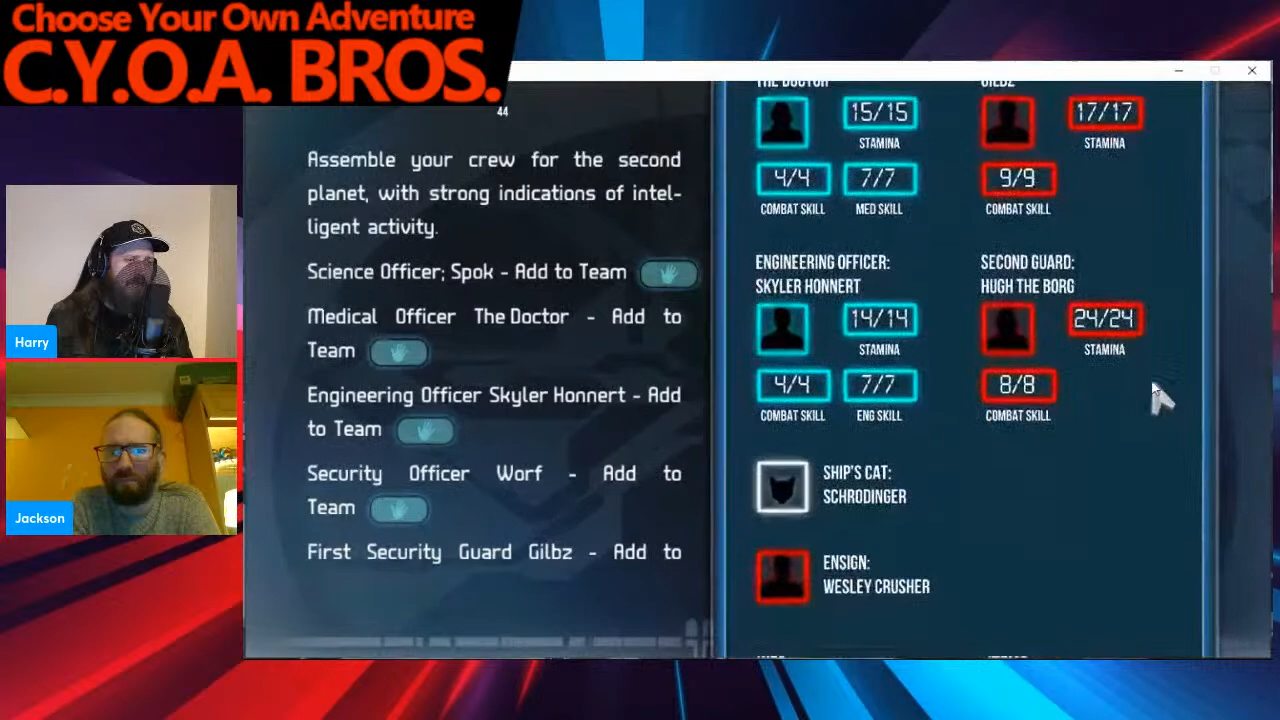 Choose Your Own Adventure
C.Y.O.A. BROS.
Harry
Jackson
44
Assemble your crew for the second
planet, with strong indications of intel-
ligent activity.
Science Officer; Spok - Add to Team
Medical Officer The Doctor - Add to
Team
Engineering Officer Skyler Honnert - Add
to Team
Security Officer Worf - Add to
Team
First Security Guard Gilbz - Add to
THE DOCTOR
15/15
STAMINA
4/4
7/7
COMBAT SKILL
MED SKILL
GILBZ
17/17
STAMINA
9/9
COMBAT SKILL
ENGINEERING OFFICER:
SKYLER HONNERT
14/14
STAMINA
4/4
7/7
COMBAT SKILL
ENG SKILL
SECOND GUARD:
HUGH THE BORG
24/24
STAMINA
8/8
COMBAT SKILL
SHIP'S CAT:
SCHRODINGER
ENSIGN:
WESLEY CRUSHER